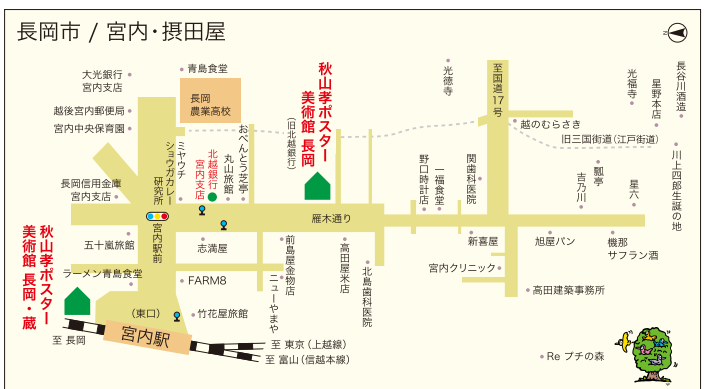 長岡市 / 宮内・摂田屋
N
大光銀行
宮内支店
青島食堂
長岡
農業高校
越後宮内郵便局
宮内中央保育園
ミヤウチ
ショウガカレー
研究所
北越銀行
宮内支店
丸山旅館
おべんとう芝亭
(旧北越銀行)
秋山孝ポスター
美術館 長岡
光徳寺
至国道17号
越のむらさき
旧三国街道(江戸街道)
光福寺
星野本店
長谷川酒造
川上四郎生誕の地
長岡信用金庫
宮内支店
野口時計店
一福食堂
関歯科医院
吉乃川
瓢亭
星六
雁木通り
宮内駅前
五十嵐旅館
志満屋
前島屋金物店
ニューやまや
高田屋米店
北島歯科医院
新喜屋
旭屋パン
機那
サフラン酒
宮内クリニック
高田建築事務所
秋山孝ポスター
美術館 長岡・蔵
ラーメン青島食堂
FARM8
(東口)
竹花屋旅館
宮内駅
至 長岡
至 東京(上越線)
至 富山(信越本線)
Re プチの森